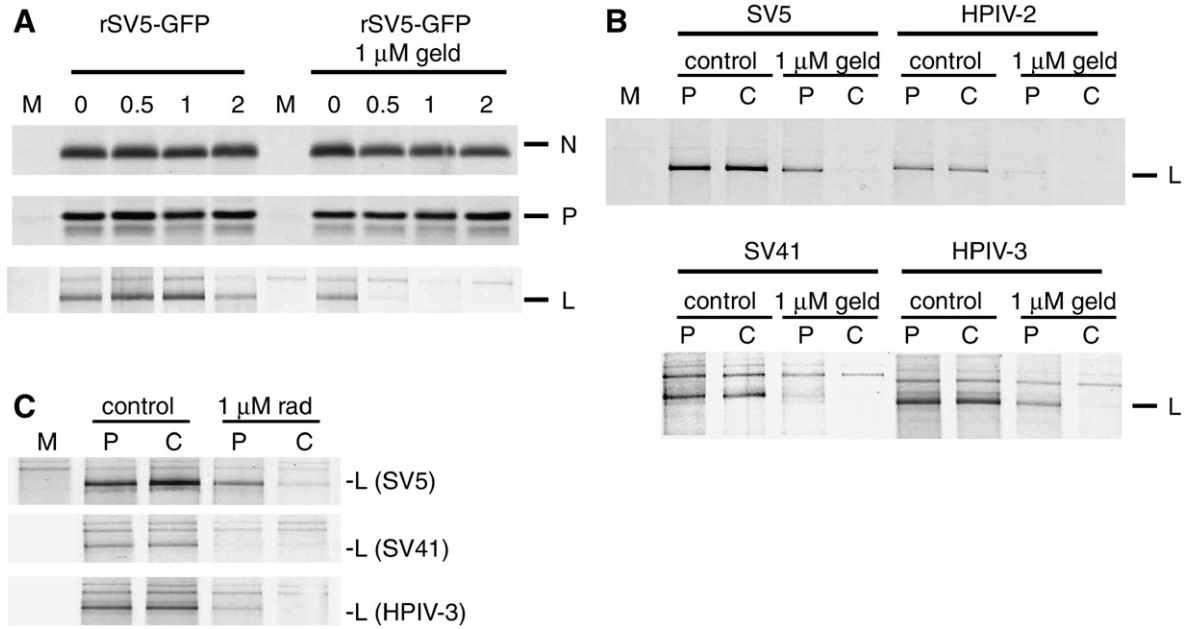 A
rSV5-GFP
rSV5-GFP
1 μM geld
M 0 0.5 1 2 M 0 0.5 1 2
N
P
L
B
SV5 HPIV-2
control 1 μM geld control 1 μM geld
M P C P C P C P C
L
SV41 HPIV-3
control 1 μM geld control 1 μM geld
P C P C P C P C
L
C
control 1 μM rad
M P C P C
-L (SV5)
-L (SV41)
-L (HPIV-3)